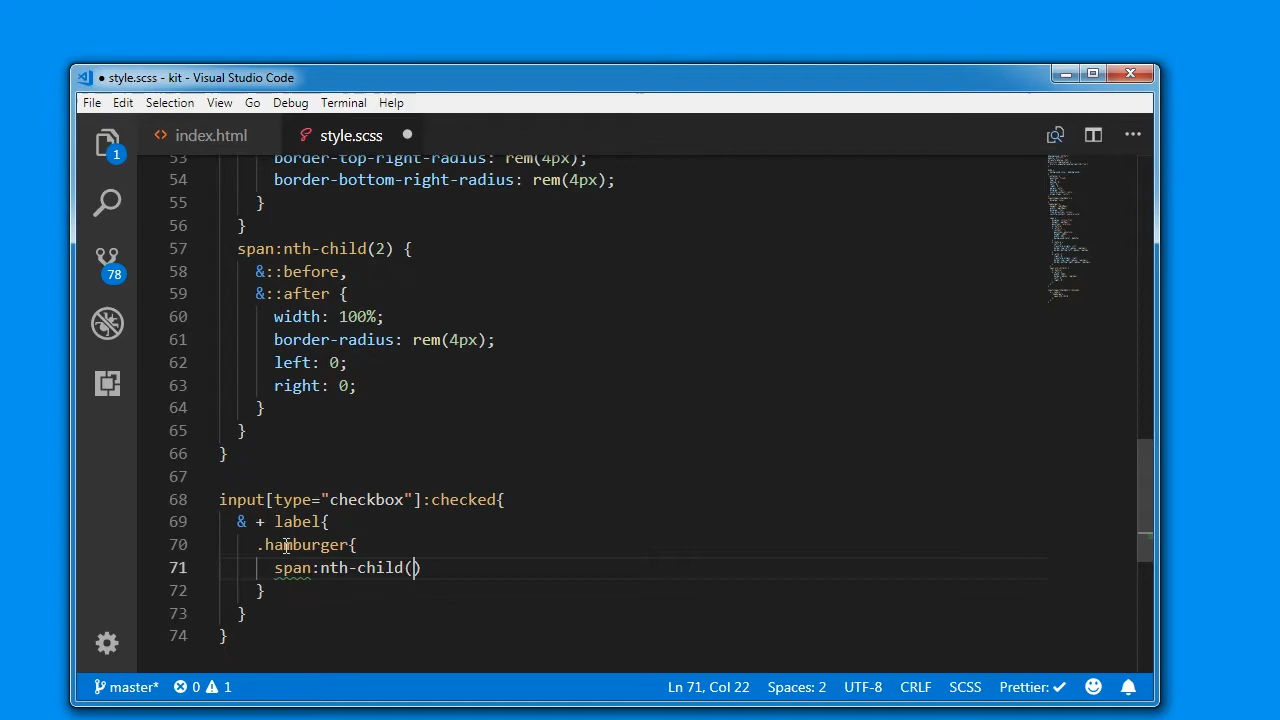 ● style.scss - kit - Visual Studio Code
File Edit Selection View Go Debug Terminal Help
index.html style.scss
53 border-top-right-radius: rem(4px);
54 border-bottom-right-radius: rem(4px);
55 }
56 }
57 span:nth-child(2) {
58 &::before,
59 &::after {
60 width: 100%;
61 border-radius: rem(4px);
62 left: 0;
63 right: 0;
64 }
65 }
66 }
67
68 input[type="checkbox"]:checked{
69 & + label{
70 .hamburger{
71 span:nth-child()
72 }
73 }
74 }
1
78
master* 0 1 Ln 71, Col 22 Spaces: 2 UTF-8 CRLF SCSS Prettier: ✓